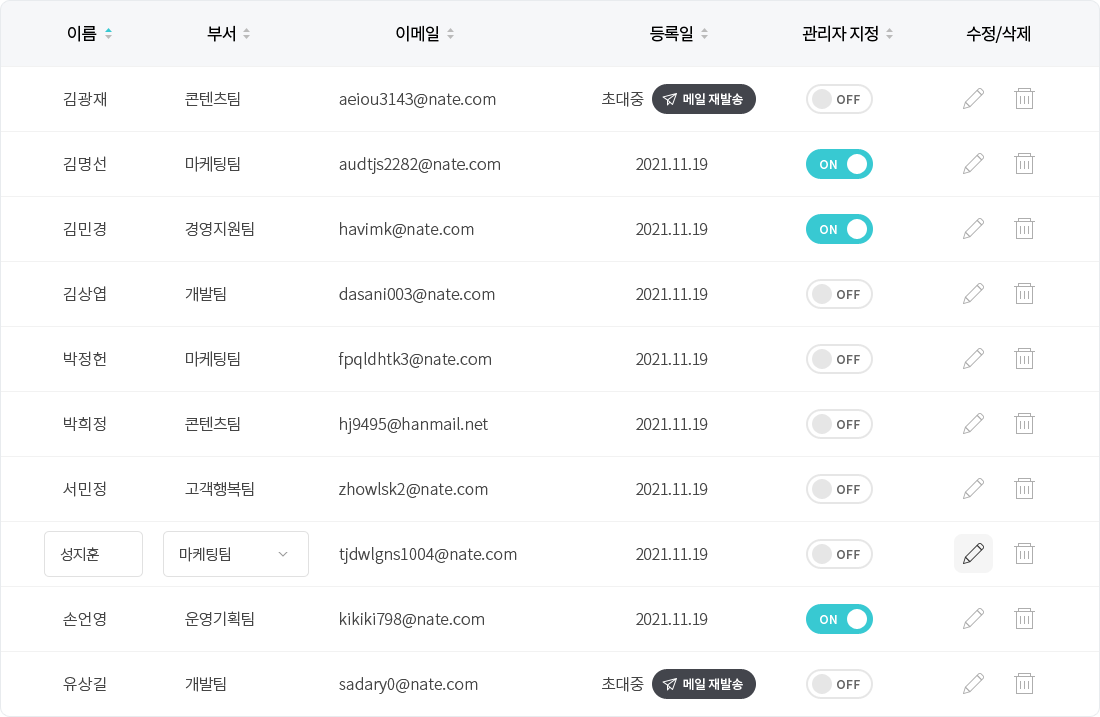 이름 부서 이메일 등록일 관리자 지정 수정/삭제
김광재 콘텐츠팀 aeiou3143@nate.com 초대중 메일 재발송 OFF
김명선 마케팅팀 audtjs2282@nate.com 2021.11.19 ON
김민경 경영지원팀 havimk@nate.com 2021.11.19 ON
김상엽 개발팀 dasani003@nate.com 2021.11.19 OFF
박정헌 마케팅팀 fpqldhtk3@nate.com 2021.11.19 OFF
박희정 콘텐츠팀 hj9495@hanmail.net 2021.11.19 OFF
서민정 고객행복팀 zhowlsk2@nate.com 2021.11.19 OFF
성지훈 마케팅팀 tjdwlgns1004@nate.com 2021.11.19 OFF
손언영 운영기획팀 kikiki798@nate.com 2021.11.19 ON
유상길 개발팀 sadary0@nate.com 초대중 메일 재발송 OFF